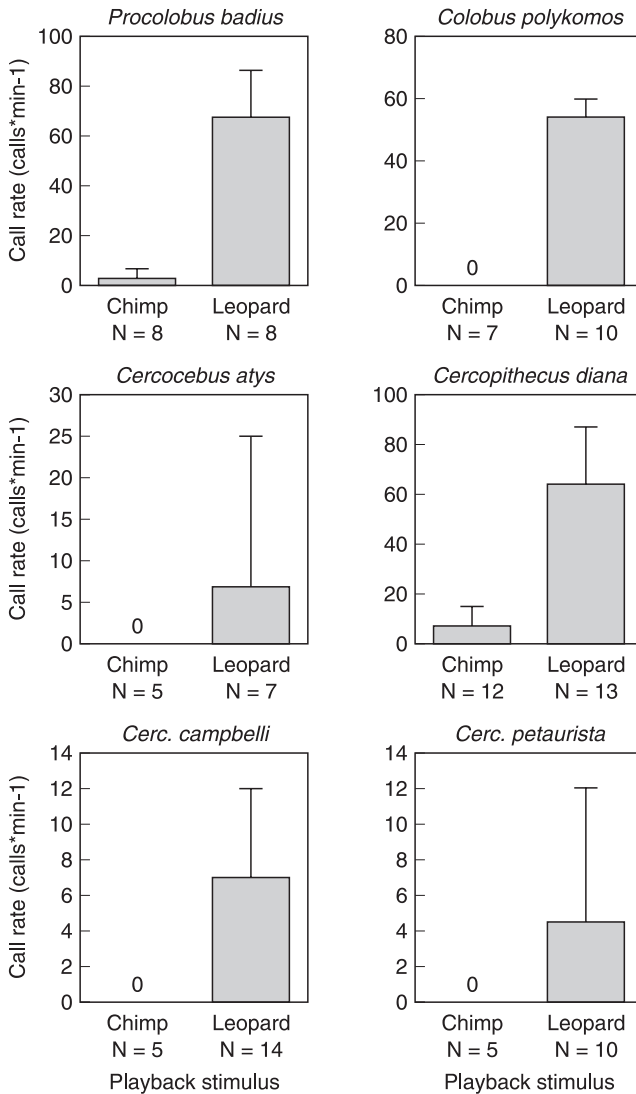 Procolobus badius
Colobus polykomos
Call rate (calls*min-1)
100
80
60
40
20
0
80
60
40
20
0
0
Chimp
Leopard
N = 8
N = 8
Chimp
Leopard
N = 7
N = 10
Cercocebus atys
Cercopithecus diana
Call rate (calls*min-1)
30
25
20
15
10
5
0
0
100
80
60
40
20
0
Chimp
Leopard
N = 5
N = 7
Chimp
Leopard
N = 12
N = 13
Cerc. campbelli
Cerc. petaurista
Call rate (calls*min-1)
14
12
10
8
6
4
2
0
0
14
12
10
8
6
4
2
0
0
Chimp
Leopard
N = 5
N = 14
Chimp
Leopard
N = 5
N = 10
Playback stimulus
Playback stimulus